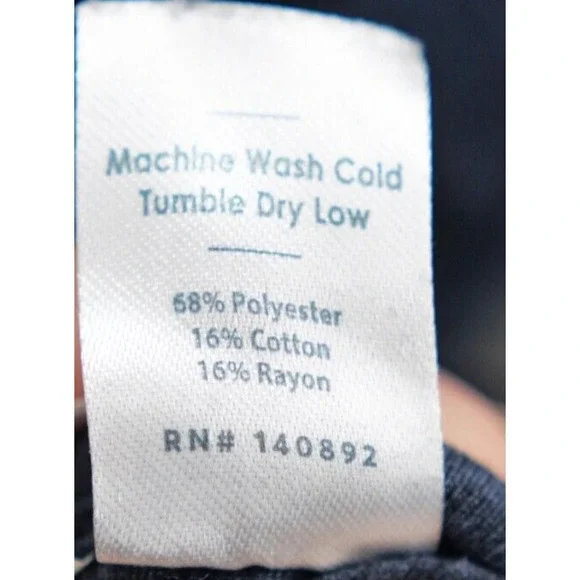 Machine Wash Cold
Tumble Dry Low
68% Polyester
16% Cotton
16% Rayon
RN# 140892